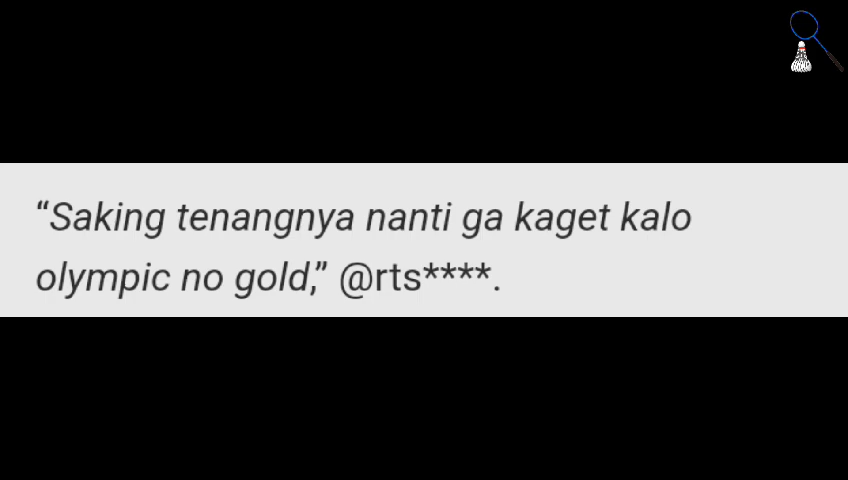 “Saking tenangnya nanti ga kaget kalo
olympic no gold,” @rts****.